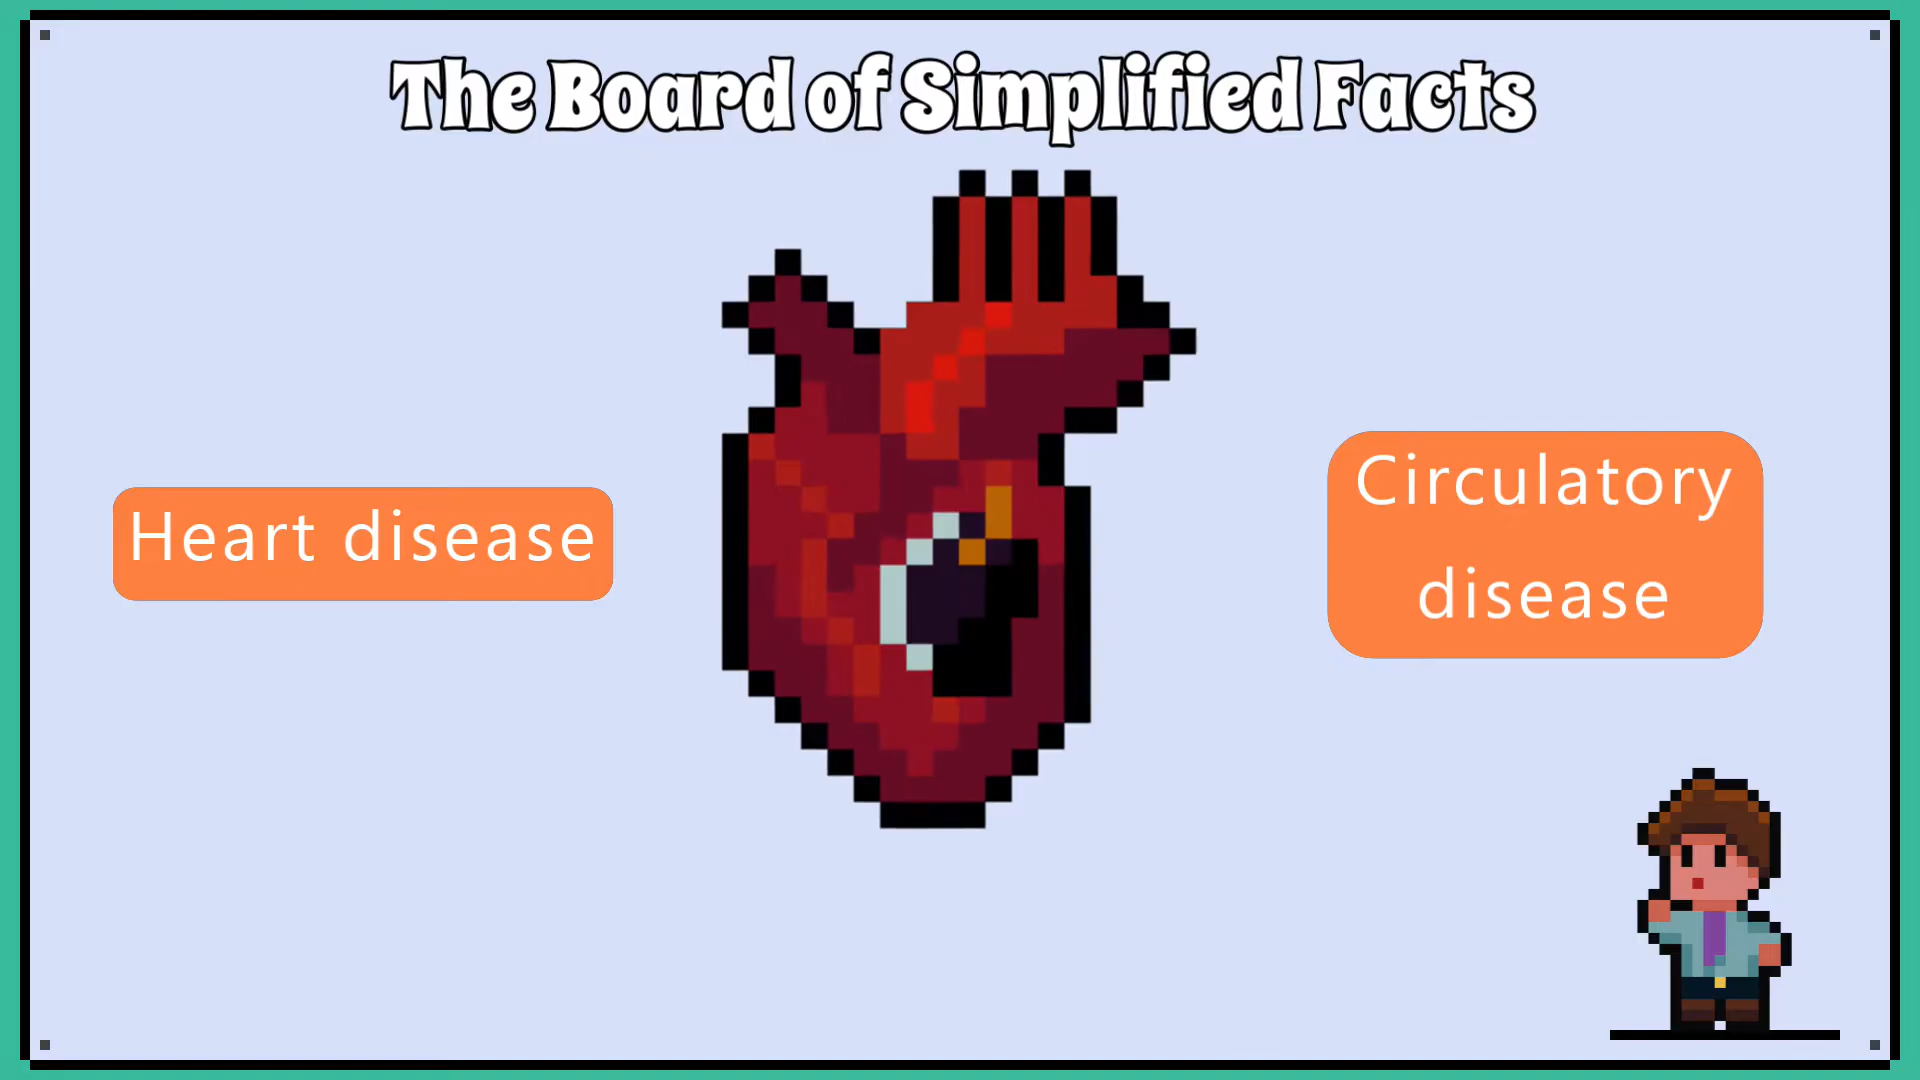 The Board of Simplified Facts
Heart disease
Circulatory
disease